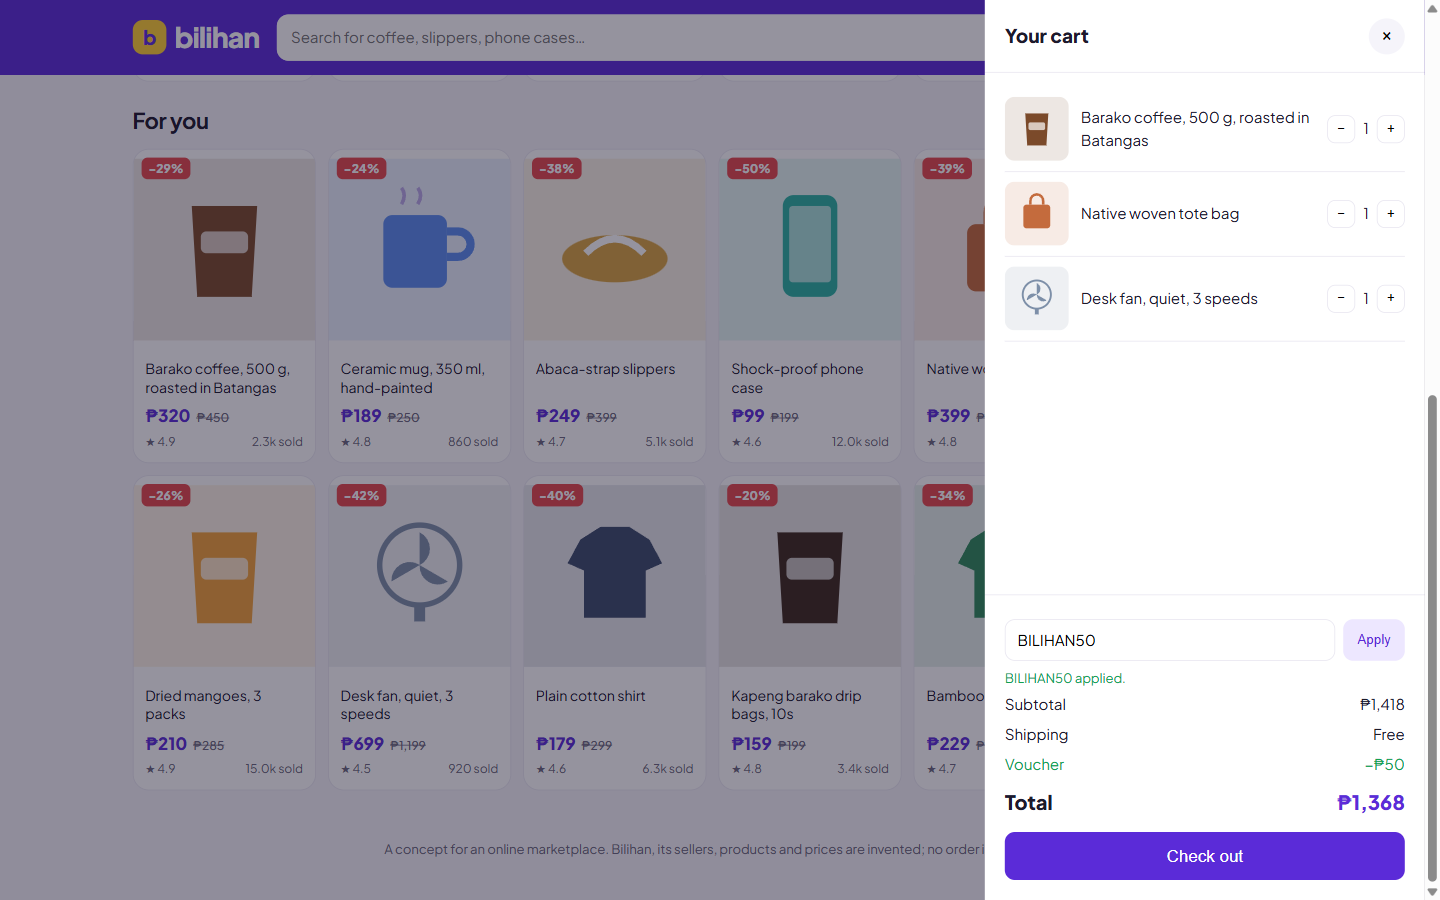 b bilihan
Search for coffee, slippers, phone cases…
For you
−29%
−24%
−38%
−50%
−39%
Barako coffee, 500 g,
roasted in Batangas
₱320 ₱450
★ 4.9 2.3k sold
Ceramic mug, 350 ml,
hand-painted
₱189 ₱250
★ 4.8 860 sold
Abaca-strap slippers
₱249 ₱399
★ 4.7 5.1k sold
Shock-proof phone
case
₱99 ₱199
★ 4.6 12.0k sold
Native
₱399
★ 4.8
−26%
−42%
−40%
−20%
−34%
Dried mangoes, 3
packs
₱210 ₱285
★ 4.9 15.0k sold
Desk fan, quiet, 3
speeds
₱699 ₱1,199
★ 4.5 920 sold
Plain cotton shirt
₱179 ₱299
★ 4.6 6.3k sold
Kapeng barako drip
bags, 10s
₱159 ₱199
★ 4.8 3.4k sold
Bamboo
₱229
★ 4.7
A concept for an online marketplace. Bilihan, its sellers, products and prices are invented; no order
Your cart
×
Barako coffee, 500 g, roasted in
Batangas
− 1 +
Native woven tote bag
− 1 +
Desk fan, quiet, 3 speeds
− 1 +
BILIHAN50
Apply
BILIHAN50 applied.
Subtotal ₱1,418
Shipping Free
Voucher −₱50
Total ₱1,368
Check out